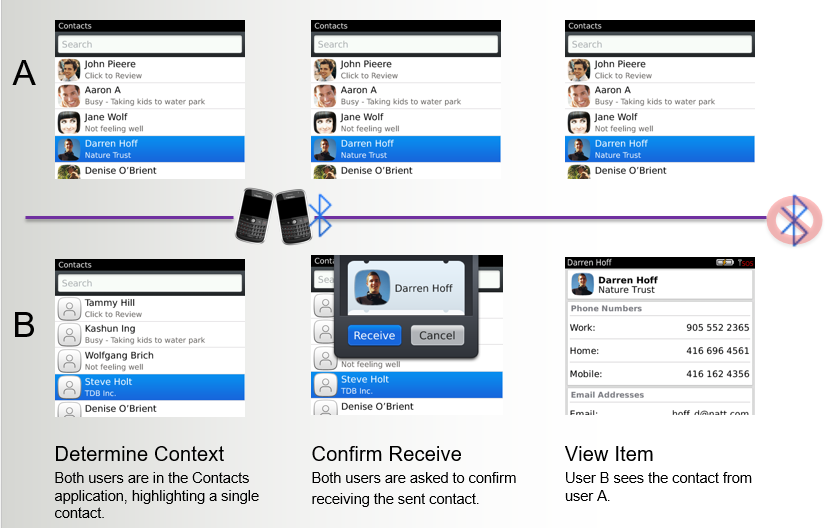 A
Contacts
Search
John Pieere
Click to Review
Aaron A
Busy - Taking kids to water park
Jane Wolf
Not feeling well
Darren Hoff
Nature Trust
Denise O'Brient
Contacts
Search
John Pieere
Click to Review
Aaron A
Busy - Taking kids to water park
Jane Wolf
Not feeling well
Darren Hoff
Nature Trust
Denise O'Brient
Contacts
Search
John Pieere
Click to Review
Aaron A
Busy - Taking kids to water park
Jane Wolf
Not feeling well
Darren Hoff
Nature Trust
Denise O'Brient
B
Contacts
Search
Tammy Hill
Click to Review
Kashun Ing
Busy - Taking kids to water park
Wolfgang Brich
Not feeling well
Steve Holt
TDB Inc.
Denise O'Brient
Conta
Sea
Darren Hoff
Receive
Cancel
Not feeling well
Steve Holt
TDB Inc.
Denise O'Brient
Darren Hoff
Darren Hoff
Nature Trust
Phone Numbers
Work: 905 552 2365
Home: 416 696 4561
Mobile: 416 162 4356
Email Addresses
Email: hoff_d@natt.com
Determine Context
Both users are in the Contacts
application, highlighting a single
contact.
Confirm Receive
Both users are asked to confirm
receiving the sent contact.
View Item
User B sees the contact from
user A.